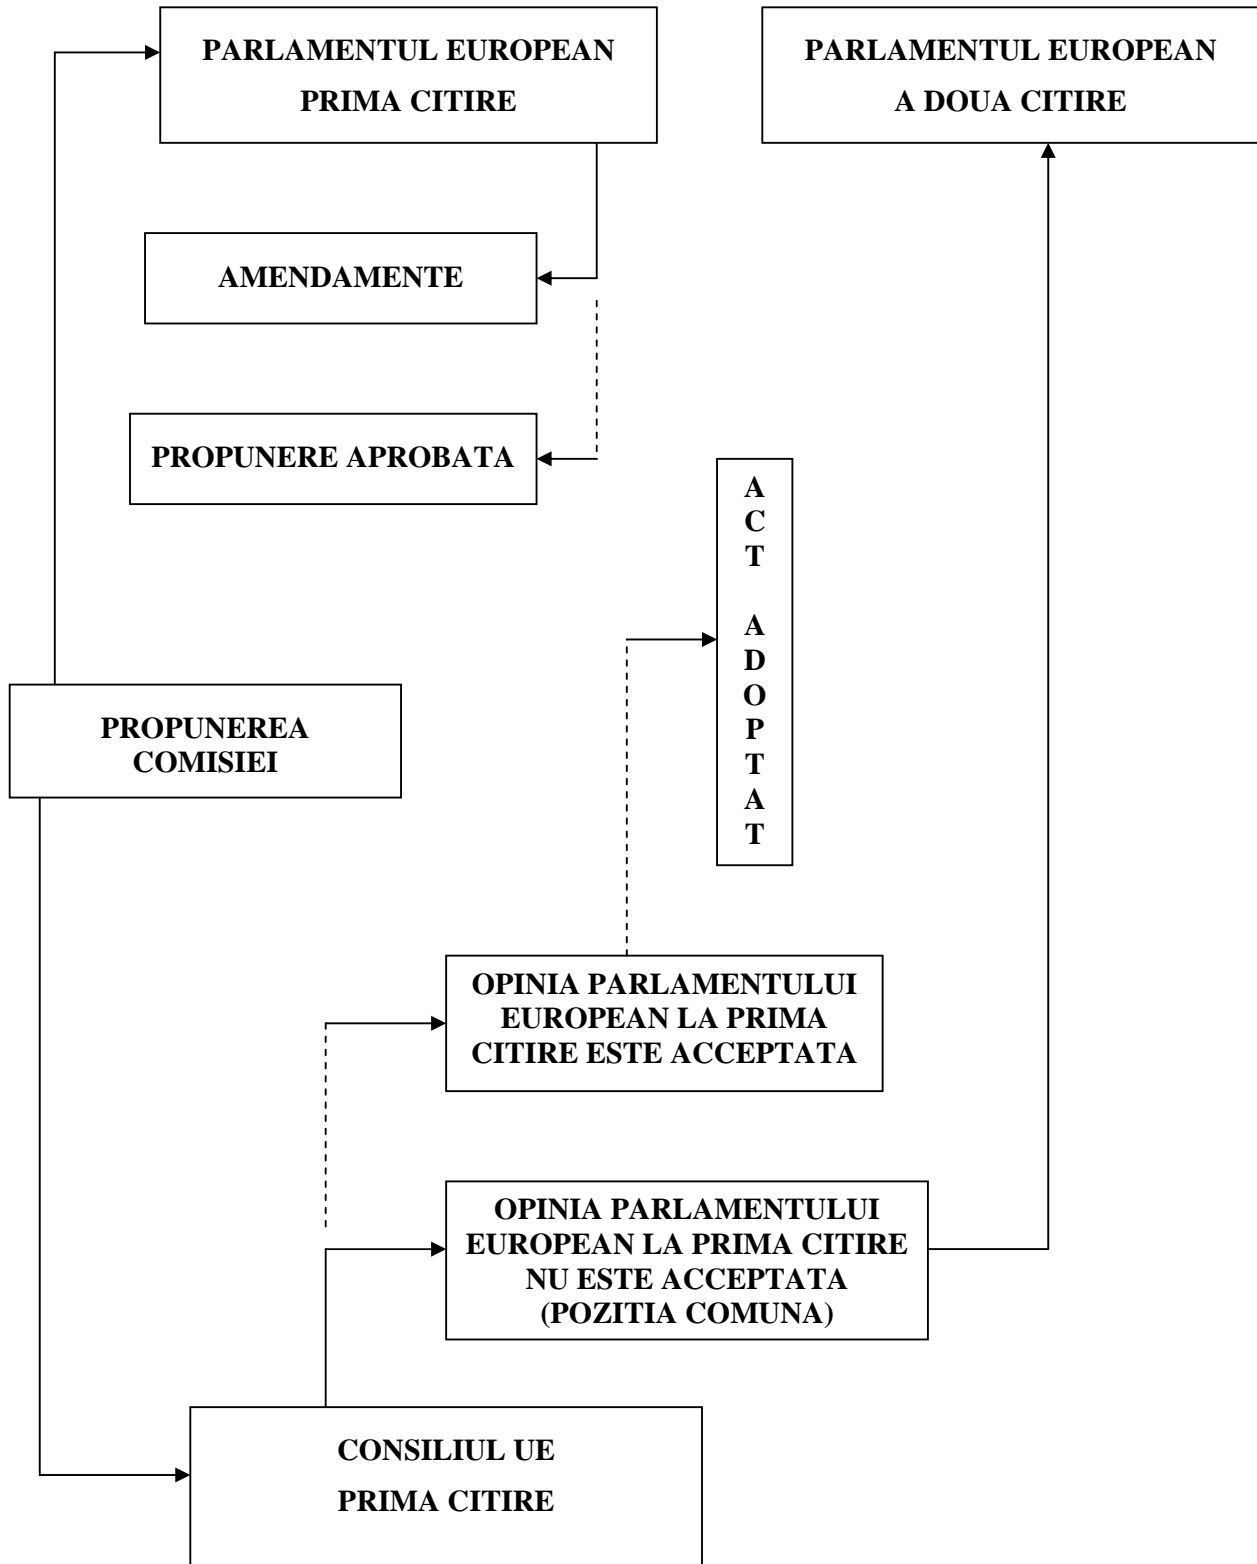 PARLAMENTUL EUROPEAN
PRIMA CITIRE
PARLAMENTUL EUROPEAN
A DOUA CITIRE
AMENDAMENTE
PROPUNERE APROBATA
A
C
T
A
D
O
P
T
A
T
PROPUNEREA
COMISIEI
OPINIA PARLAMENTULUI
EUROPEAN LA PRIMA
CITIRE ESTE ACCEPTATA
OPINIA PARLAMENTULUI
EUROPEAN LA PRIMA CITIRE
NU ESTE ACCEPTATA
(POZITIA COMUNA)
CONSILIUL UE
PRIMA CITIRE